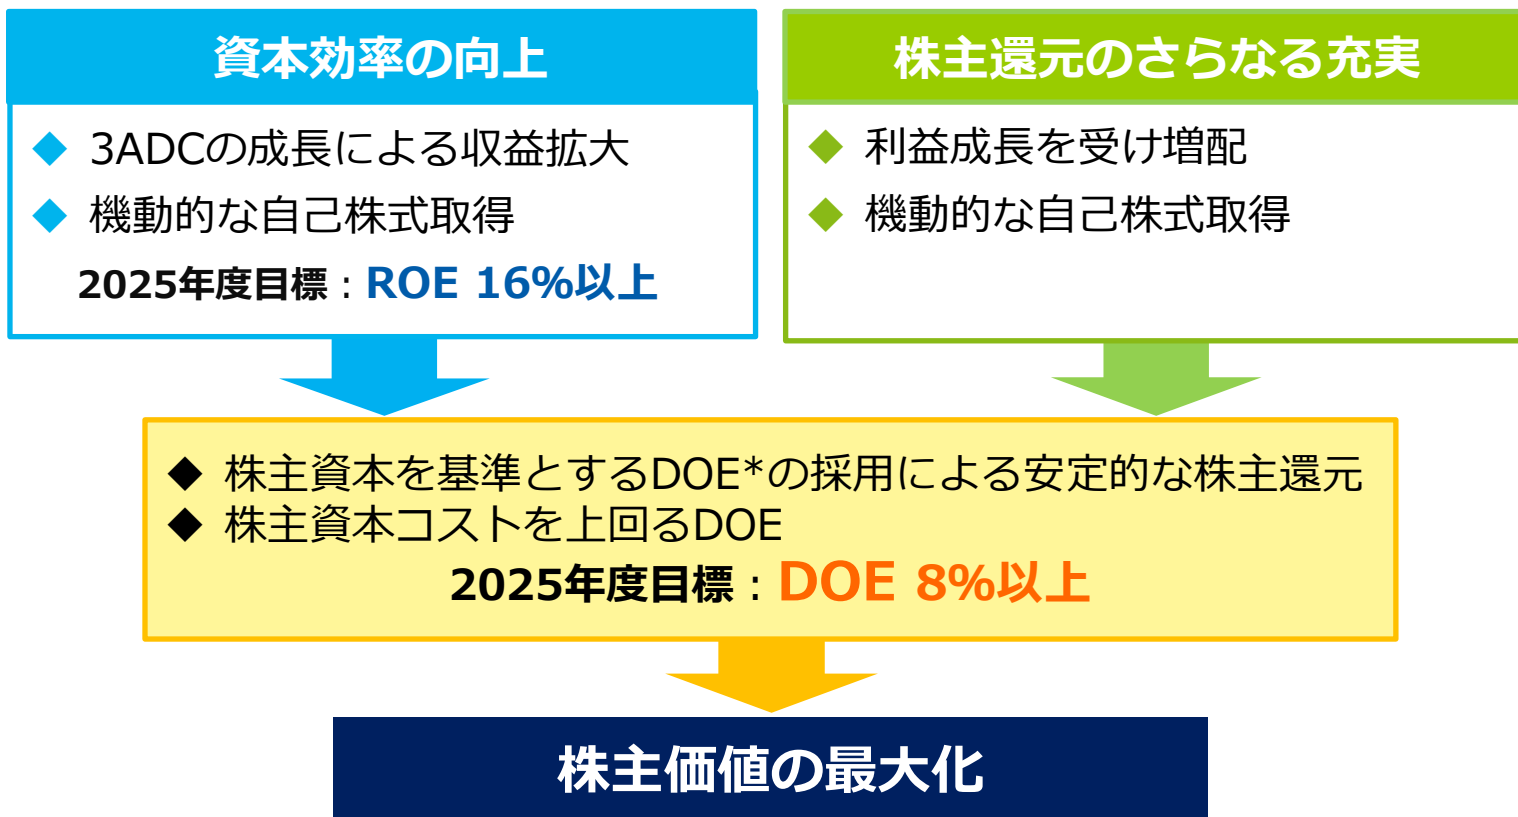 資本効率の向上
◆ 3ADCの成長による収益拡大
◆ 機動的な自己株式取得
2025年度目標：ROE 16%以上
株主還元のさらなる充実
◆ 利益成長を受け増配
◆ 機動的な自己株式取得
◆ 株主資本を基準とするDOE*の採用による安定的な株主還元
◆ 株主資本コストを上回るDOE
2025年度目標：DOE 8%以上
株主価値の最大化